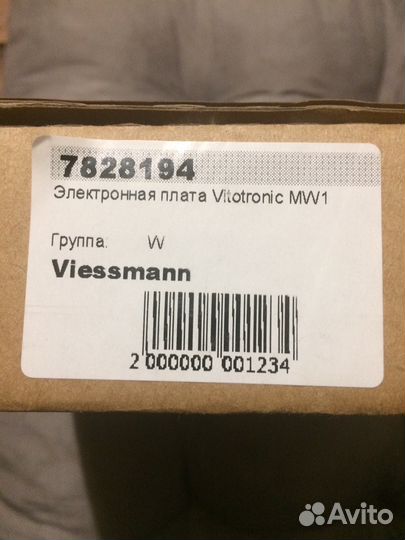 7828194
Электронная плата Vitotronic MW1
Группа: W
Viessmann
2 000000 001234
Avito